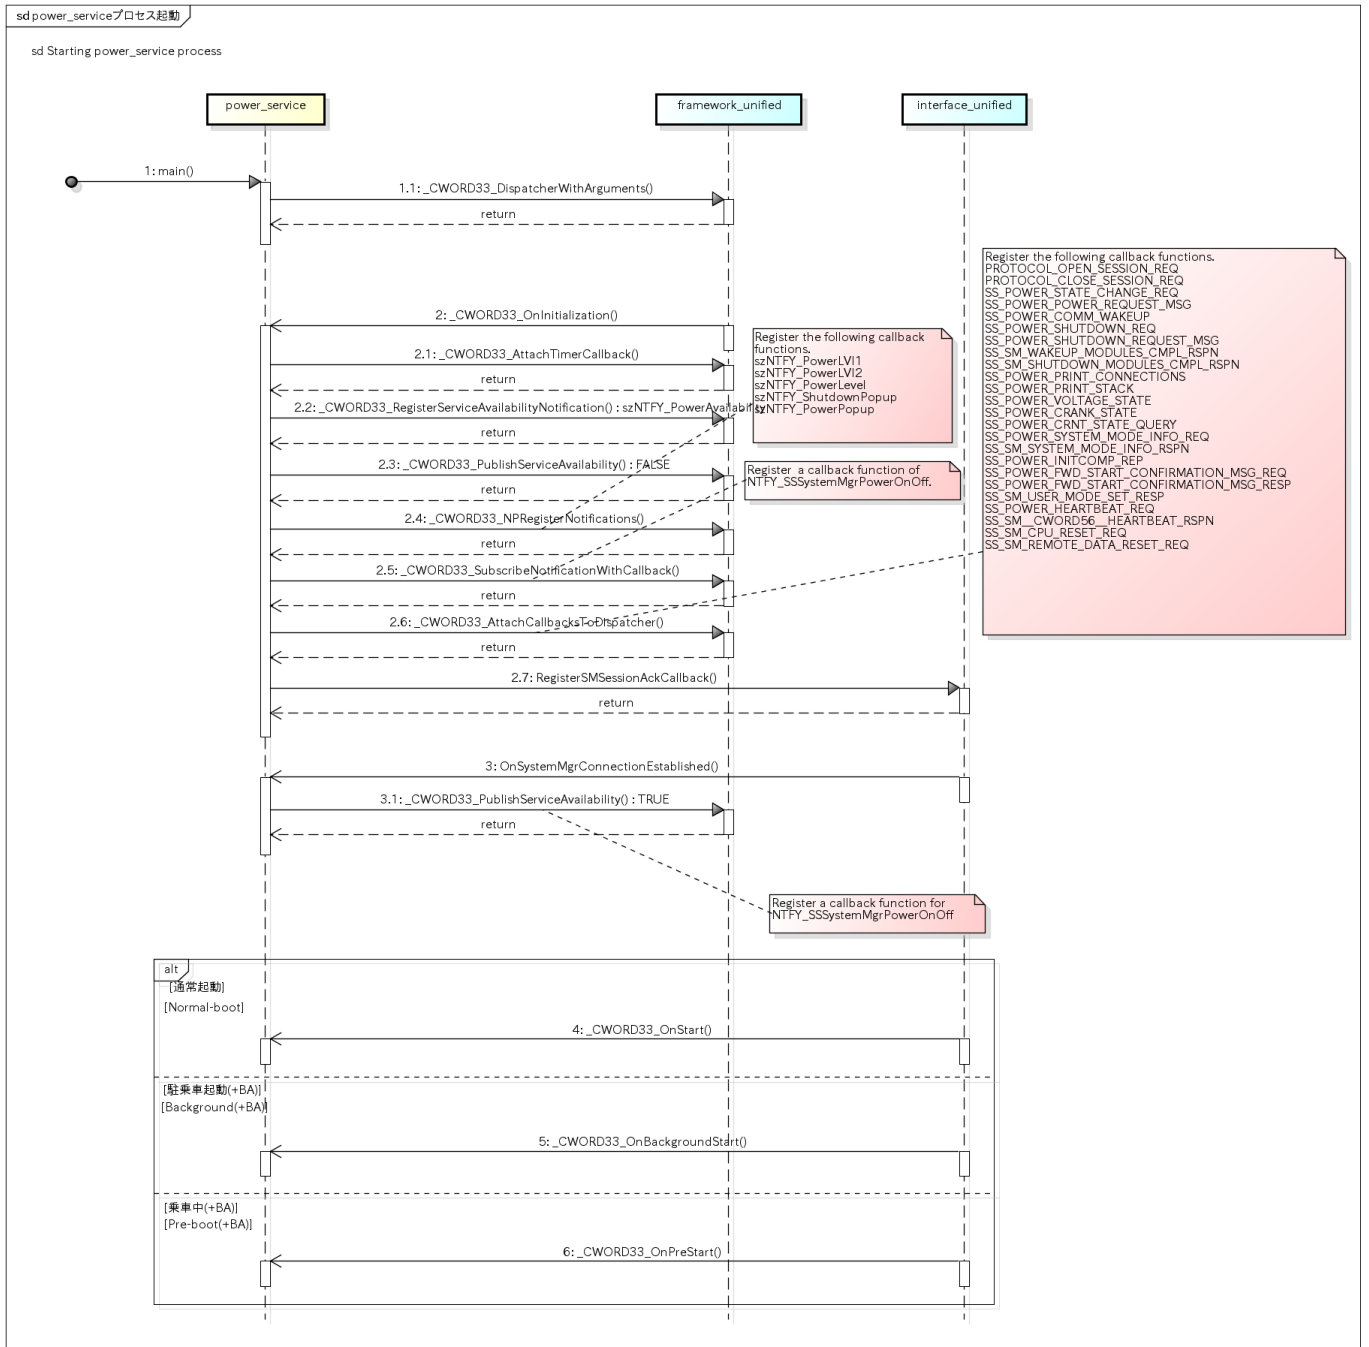 sd power_serviceプロセス起動
sd Starting power_service process
power_service
framework_unified
interface_unified
1: main()
1.1: _CWORD33_DispatcherWithArguments()
return
Register the following callback functions.
PROTOCOL_OPEN_SESSION_REQ
PROTOCOL_CLOSE_SESSION_REQ
SS_POWER_STATE_CHANGE_REQ
SS_POWER_POWER_REQUEST_MSG
SS_POWER_COMM_WAKEUP
SS_POWER_SHUTDOWN_REQ
SS_POWER_SHUTDOWN_REQUEST_MSG
SS_SM_WAKEUP_MODULES_CMPL_RSPN
SS_SM_SHUTDOWN_MODULES_CMPL_RSPN
SS_POWER_PRINT_CONNECTIONS
SS_POWER_PRINT_STACK
SS_POWER_VOLTAGE_STATE
SS_POWER_CRANK_STATE
SS_POWER_CRNT_STATE_QUERY
SS_POWER_SYSTEM_MODE_INFO_REQ
SS_SM_SYSTEM_MODE_INFO_RSPN
SS_POWER_INITCOMP_REP
SS_POWER_FWD_START_CONFIRMATION_MSG_REQ
SS_POWER_FWD_START_CONFIRMATION_MSG_RESP
SS_SM_USER_MODE_SET_RESP
SS_POWER_HEARTBEAT_REQ
SS_SM__CWORD56__HEARTBEAT_RSPN
SS_SM_CPU_RESET_REQ
SS_SM_REMOTE_DATA_RESET_REQ
2: _CWORD33_OnInitialization()
Register the following callback
functions.
szNTFY_PowerLVI1
szNTFY_PowerLVI2
szNTFY_PowerLevel
szNTFY_ShutdownPopup
szNTFY_PowerPopup
2.1: _CWORD33_AttachTimerCallback()
return
2.2: _CWORD33_RegisterServiceAvailabilityNotification() : szNTFY_PowerAvailability
return
2.3: _CWORD33_PublishServiceAvailability() : FALSE
Register  a callback function of
NTFY_SSSystemMgrPowerOnOff.
return
2.4: _CWORD33_NPRegisterNotifications()
return
2.5: _CWORD33_SubscribeNotificationWithCallback()
return
2.6: _CWORD33_AttachCallbacksToDispatcher()
return
2.7: RegisterSMSessionAckCallback()
return
3: OnSystemMgrConnectionEstablished()
3.1: _CWORD33_PublishServiceAvailability() : TRUE
return
Register a callback function for
NTFY_SSSystemMgrPowerOnOff
alt
[通常起動]
[Normal-boot]
4: _CWORD33_OnStart()
[駐乗車起動(+BA)]
[Background(+BA)]
5: _CWORD33_OnBackgroundStart()
[乗車中(+BA)]
[Pre-boot(+BA)]
6: _CWORD33_OnPreStart()